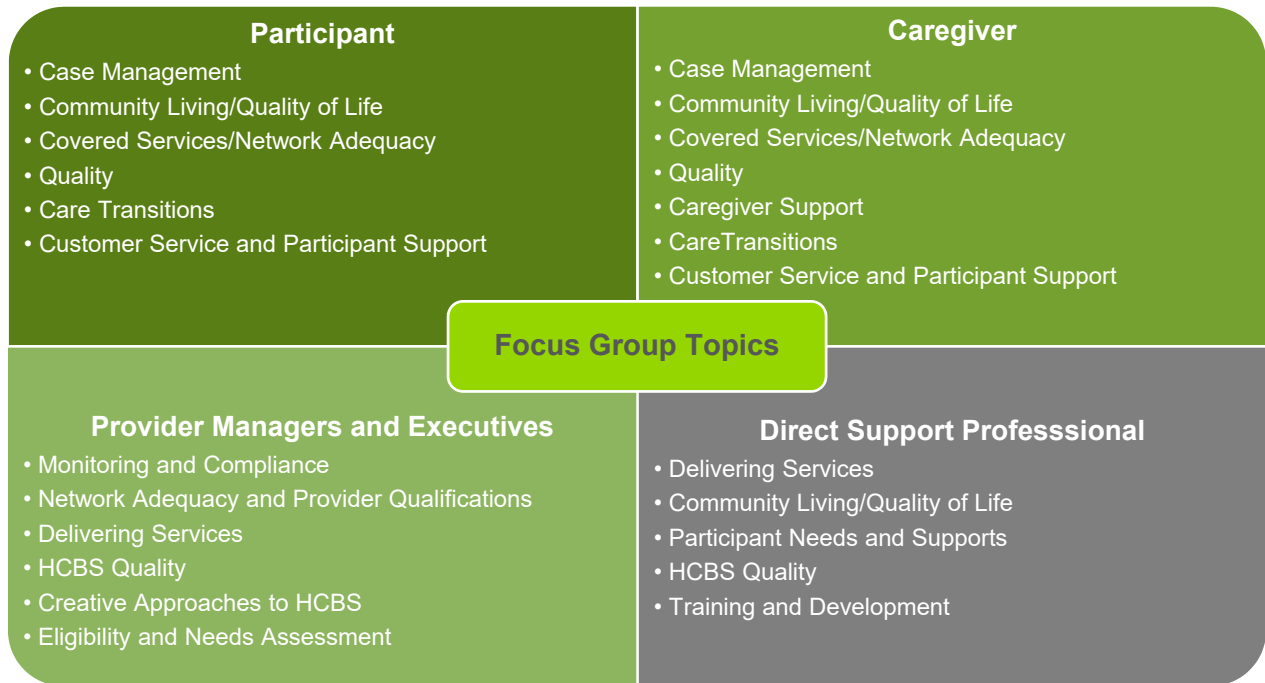 Participant
• Case Management
• Community Living/Quality of Life
• Covered Services/Network Adequacy
• Quality
• Care Transitions
• Customer Service and Participant Support
Caregiver
• Case Management
• Community Living/Quality of Life
• Covered Services/Network Adequacy
• Quality
• Caregiver Support
• CareTransitions
• Customer Service and Participant Support
Focus Group Topics
Provider Managers and Executives
• Monitoring and Compliance
• Network Adequacy and Provider Qualifications
• Delivering Services
• HCBS Quality
• Creative Approaches to HCBS
• Eligibility and Needs Assessment
Direct Support Professsional
• Delivering Services
• Community Living/Quality of Life
• Participant Needs and Supports
• HCBS Quality
• Training and Development